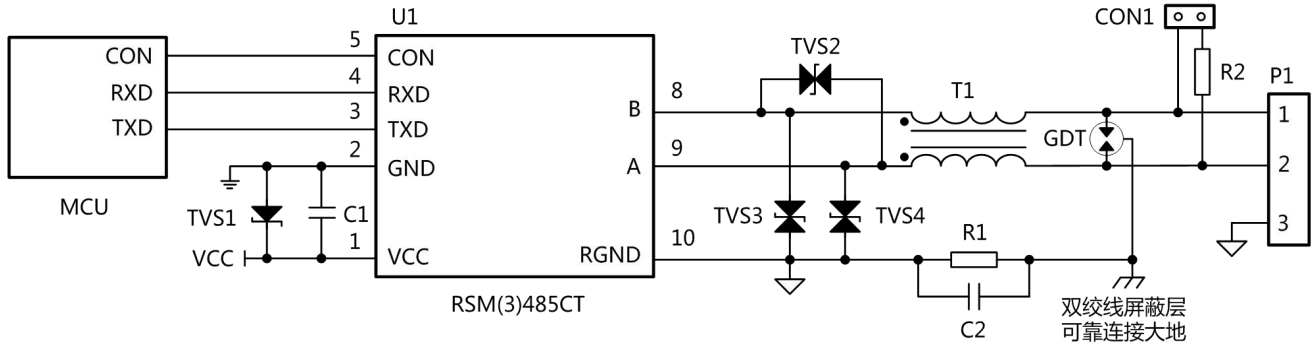 U1
CON1
MCU
CON
RXD
TXD
5
4
3
2
1
CON
RXD
TXD
GND
VCC
B
A
RGND
8
9
10
RSM(3)485CT
TVS1
C1
VCC
TVS2
TVS3
TVS4
T1
GDT
R2
P1
1
2
3
R1
C2
双绞线屏蔽层
可靠连接大地